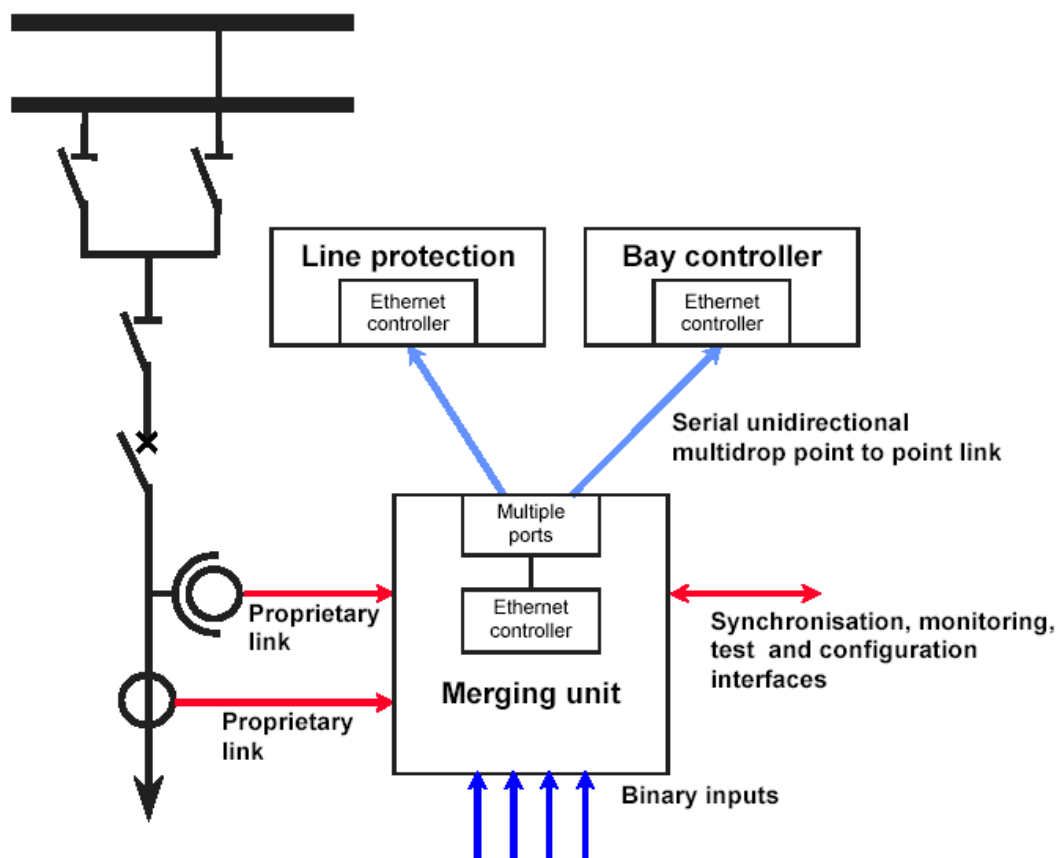 Line protection
Ethernet
controller
Bay controller
Ethernet
controller
Serial unidirectional
multidrop point to point link
Multiple
ports
Ethernet
controller
Merging unit
Proprietary
link
Proprietary
link
Synchronisation, monitoring,
test and configuration
interfaces
Binary inputs